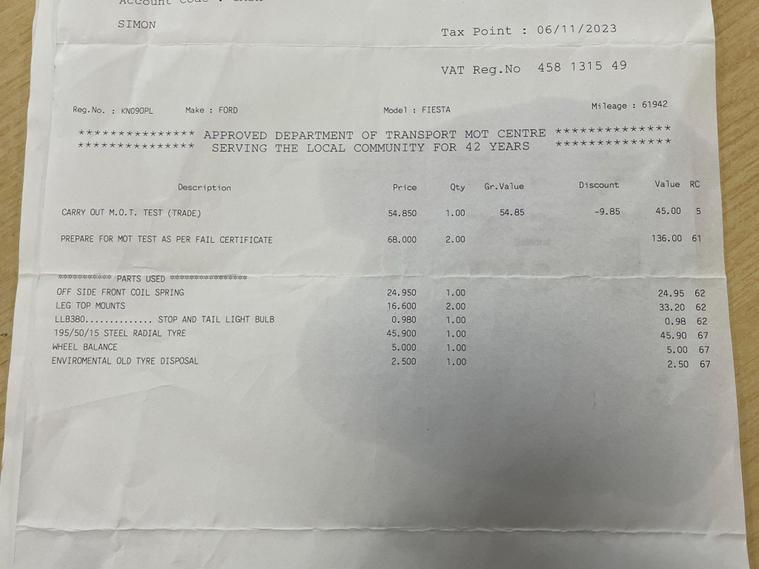 Account Code :
SIMON
Tax Point : 06/11/2023
VAT Reg.No 458 1315 49
Reg.No. : KN09OPL Make : FORD Model : FIESTA Mileage : 61942
*************** APPROVED DEPARTMENT OF TRANSPORT MOT CENTRE ***************
*************** SERVING THE LOCAL COMMUNITY FOR 42 YEARS ***************
Description Price Qty Gr.Value Discount Value RC
CARRY OUT M.O.T. TEST (TRADE) 54.850 1.00 54.85 -9.85 45.00 5
PREPARE FOR MOT TEST AS PER FAIL CERTIFICATE 68.000 2.00 136.00 61
*********** PARTS USED ****************
OFF SIDE FRONT COIL SPRING 24.950 1.00 24.95 62
LEG TOP MOUNTS 16.600 2.00 33.20 62
LLB380.............. STOP AND TAIL LIGHT BULB 0.980 1.00 0.98 62
195/50/15 STEEL RADIAL TYRE 45.900 1.00 45.90 67
WHEEL BALANCE 5.000 1.00 5.00 67
ENVIROMENTAL OLD TYRE DISPOSAL 2.500 1.00 2.50 67